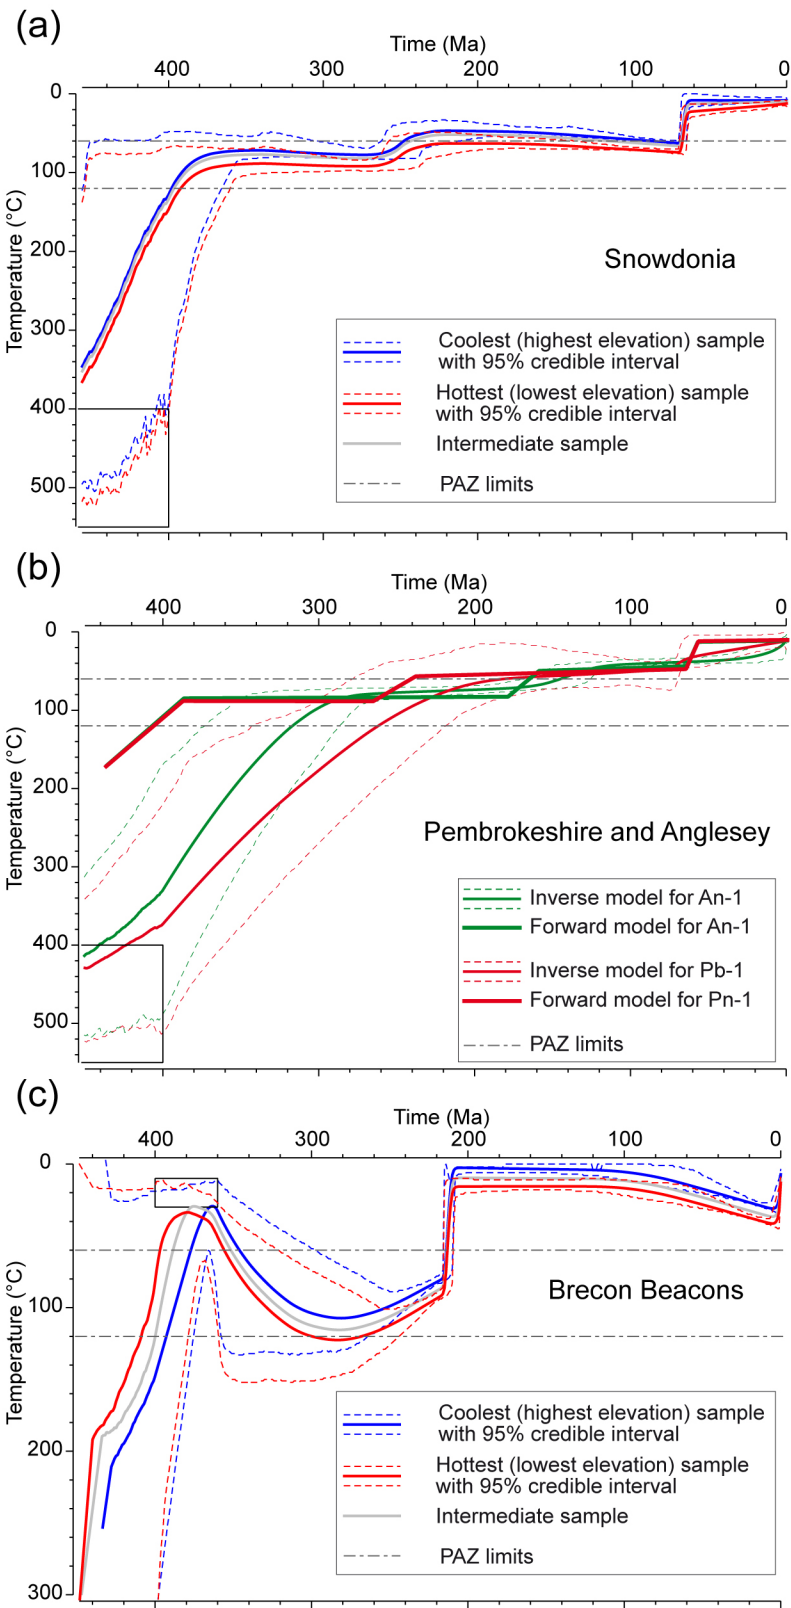 (a)
Time (Ma)
400 300 200 100 0
0
100
200
300
400
500
Temperature (°C)
Snowdonia
Coolest (highest elevation) sample
with 95% credible interval
Hottest (lowest elevation) sample
with 95% credible interval
Intermediate sample
PAZ limits
(b)
Time (Ma)
400 300 200 100 0
0
100
200
300
400
500
Temperature (°C)
Pembrokeshire and Anglesey
Inverse model for An-1
Forward model for An-1
Inverse model for Pb-1
Forward model for Pn-1
PAZ limits
(c)
Time (Ma)
400 300 200 100 0
0
100
200
300
Temperature (°C)
Brecon Beacons
Coolest (highest elevation) sample
with 95% credible interval
Hottest (lowest elevation) sample
with 95% credible interval
Intermediate sample
PAZ limits